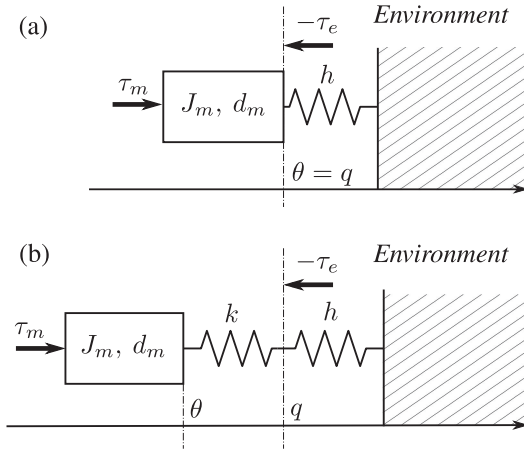 (a)
−τₑ
Environment
τₘ
Jₘ, dₘ
h
θ = q
(b)
−τₑ
Environment
τₘ
Jₘ, dₘ
k
h
θ
q